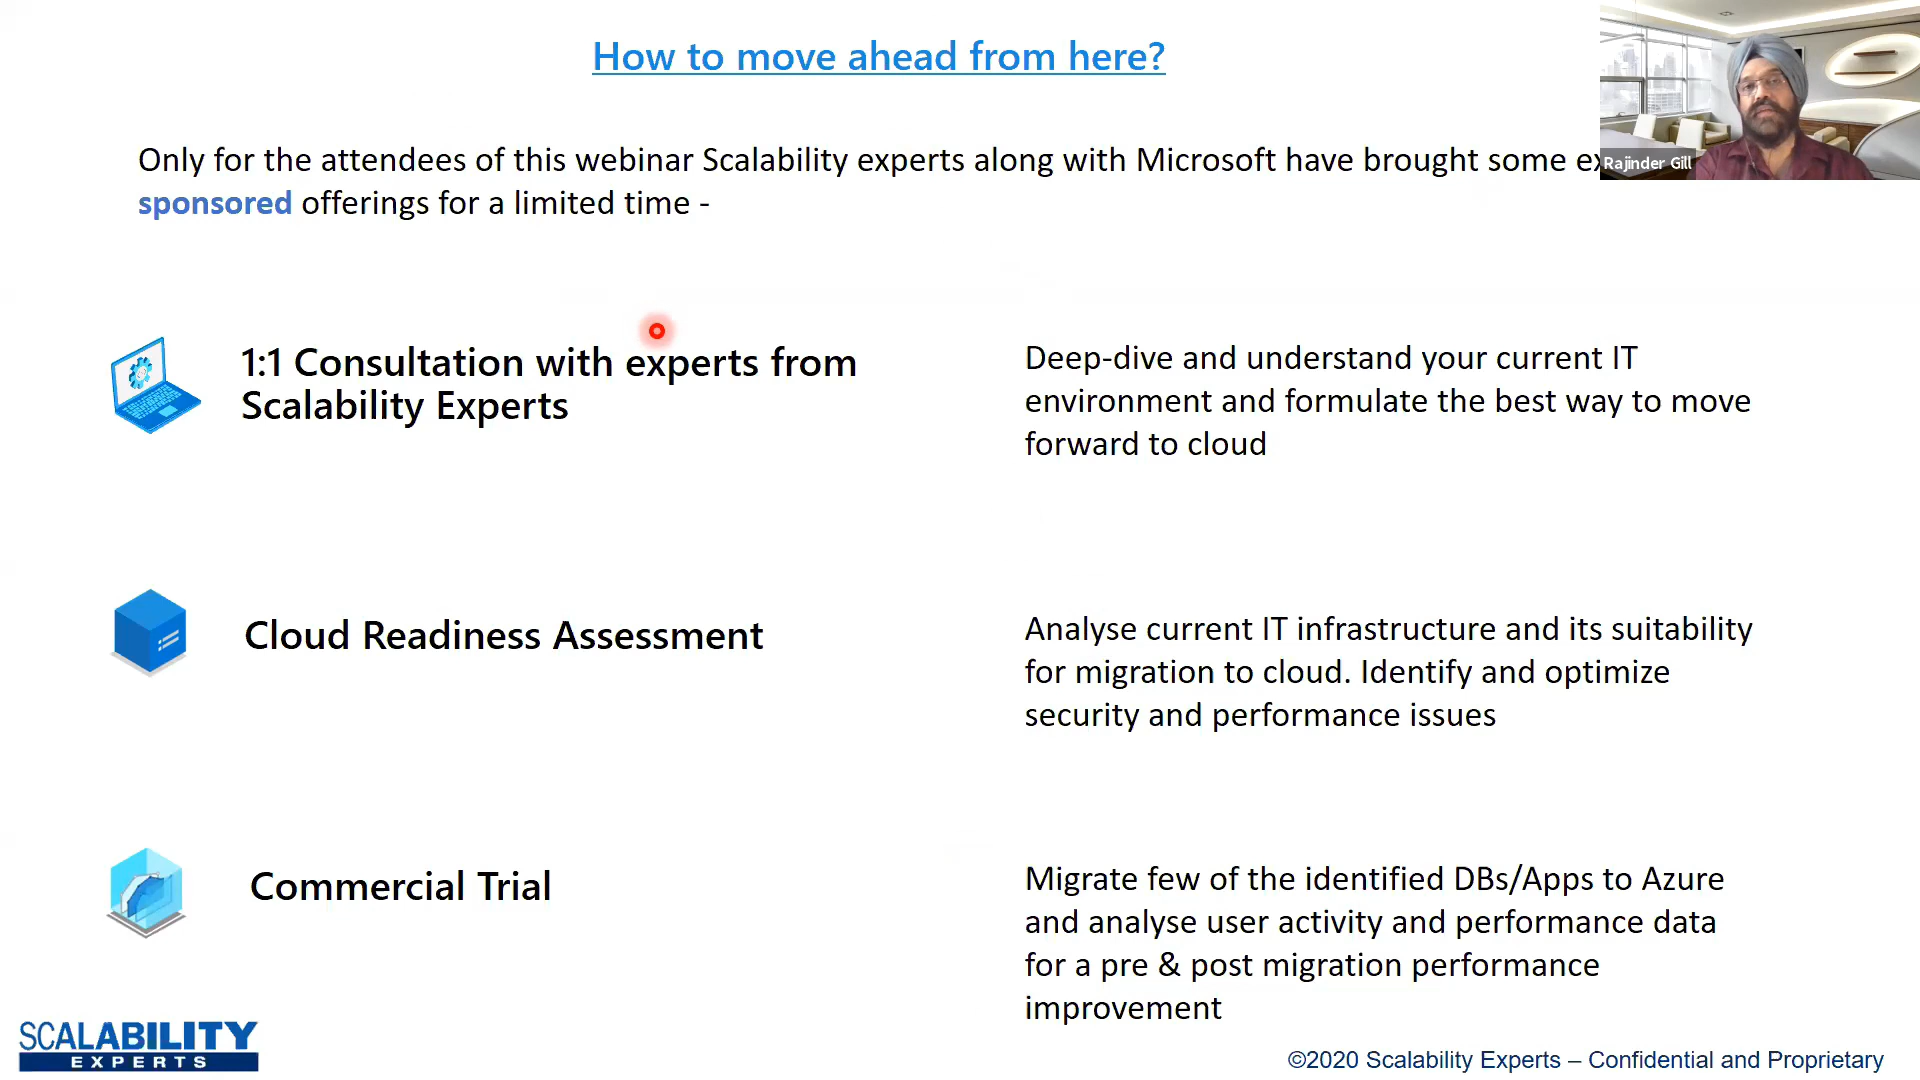 How to move ahead from here?
Only for the attendees of this webinar Scalability experts along with Microsoft have brought some
sponsored offerings for a limited time -
Rajinder Gill
1:1 Consultation with experts from
Scalability Experts
Deep-dive and understand your current IT
environment and formulate the best way to move
forward to cloud
Cloud Readiness Assessment
Analyse current IT infrastructure and its suitability
for migration to cloud. Identify and optimize
security and performance issues
Commercial Trial
Migrate few of the identified DBs/Apps to Azure
and analyse user activity and performance data
for a pre & post migration performance
improvement
SCALABILITY
EXPERTS
©2020 Scalability Experts – Confidential and Proprietary